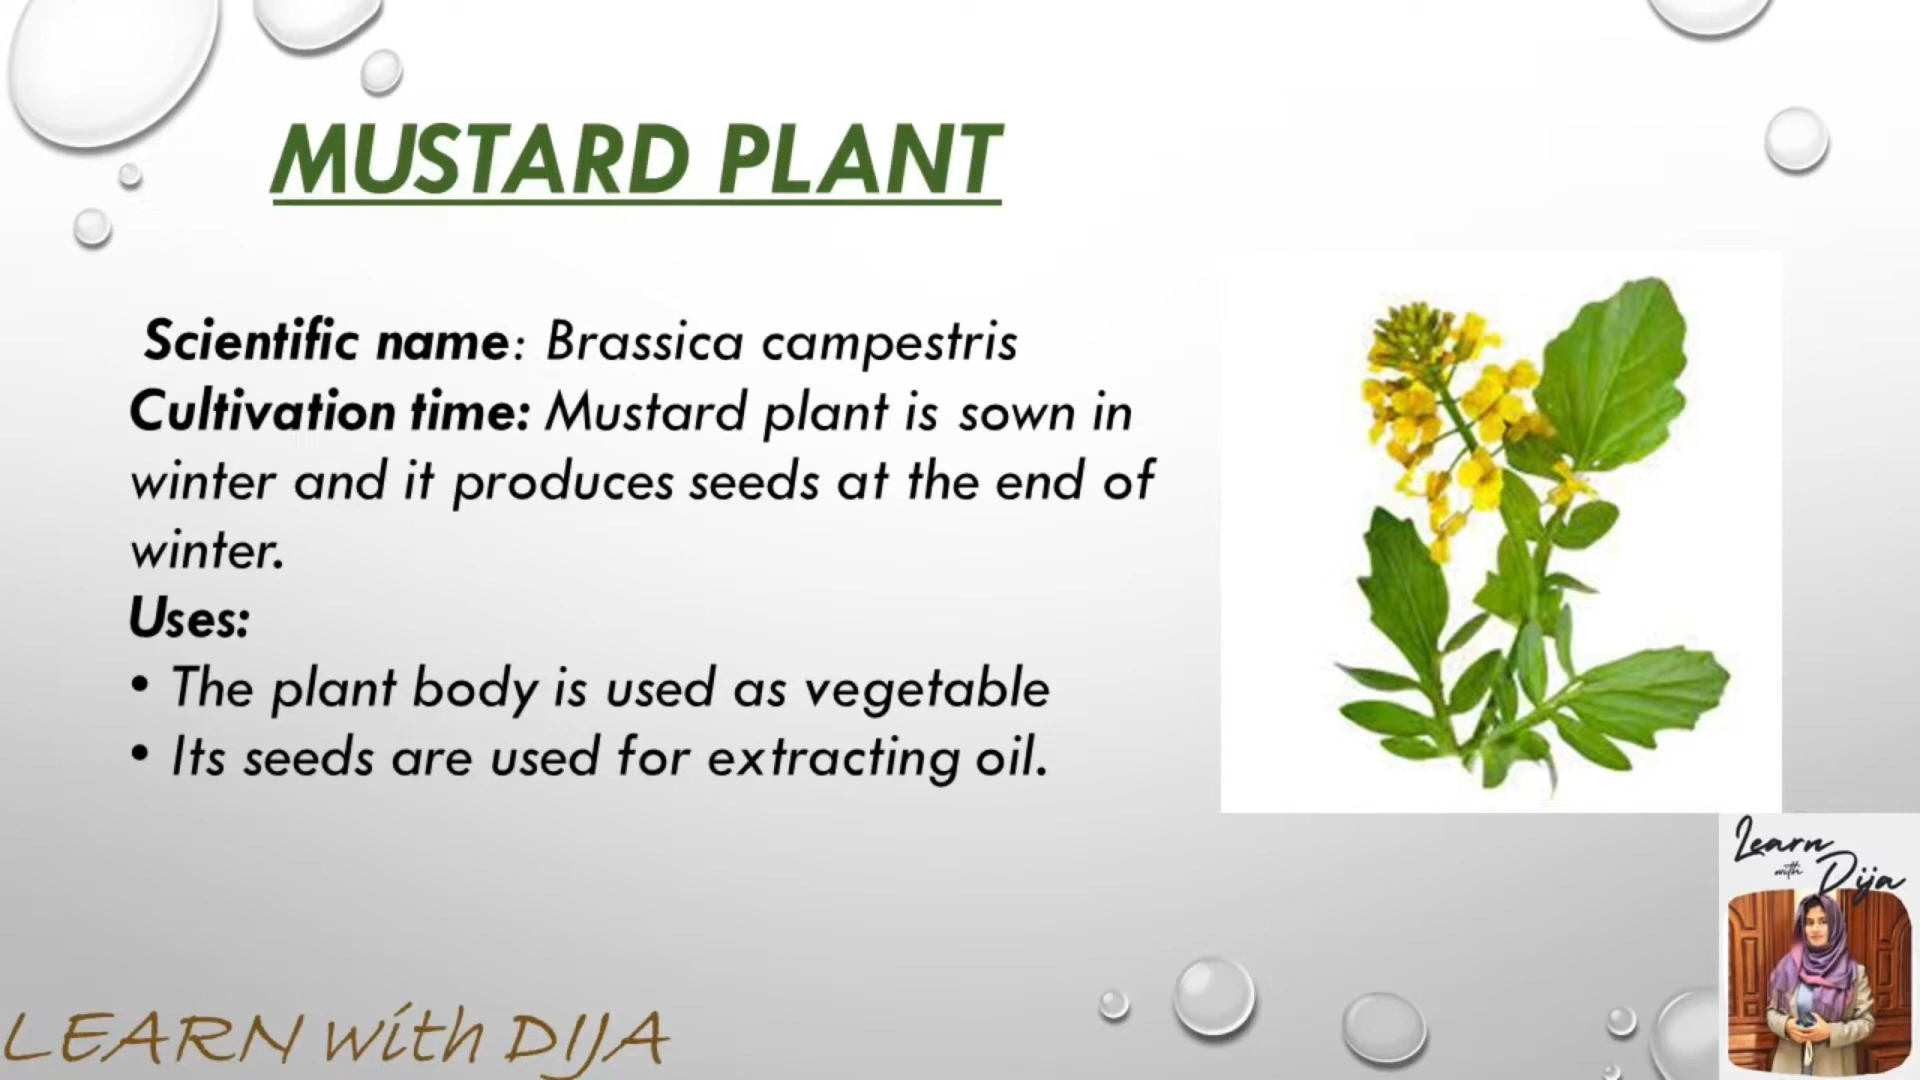 MUSTARD PLANT
Scientific name: Brassica campestris
Cultivation time: Mustard plant is sown in
winter and it produces seeds at the end of
winter.
Uses:
• The plant body is used as vegetable
• Its seeds are used for extracting oil.
Learn
with
Dija
LEARN with DIJA